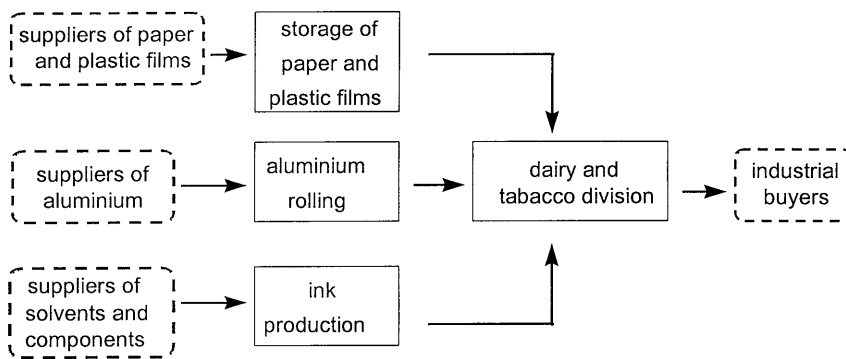 suppliers of paper
and plastic films
storage of
paper and
plastic films
suppliers of
aluminium
aluminium
rolling
dairy and
tabacco division
industrial
buyers
suppliers of
solvents and
components
ink
production